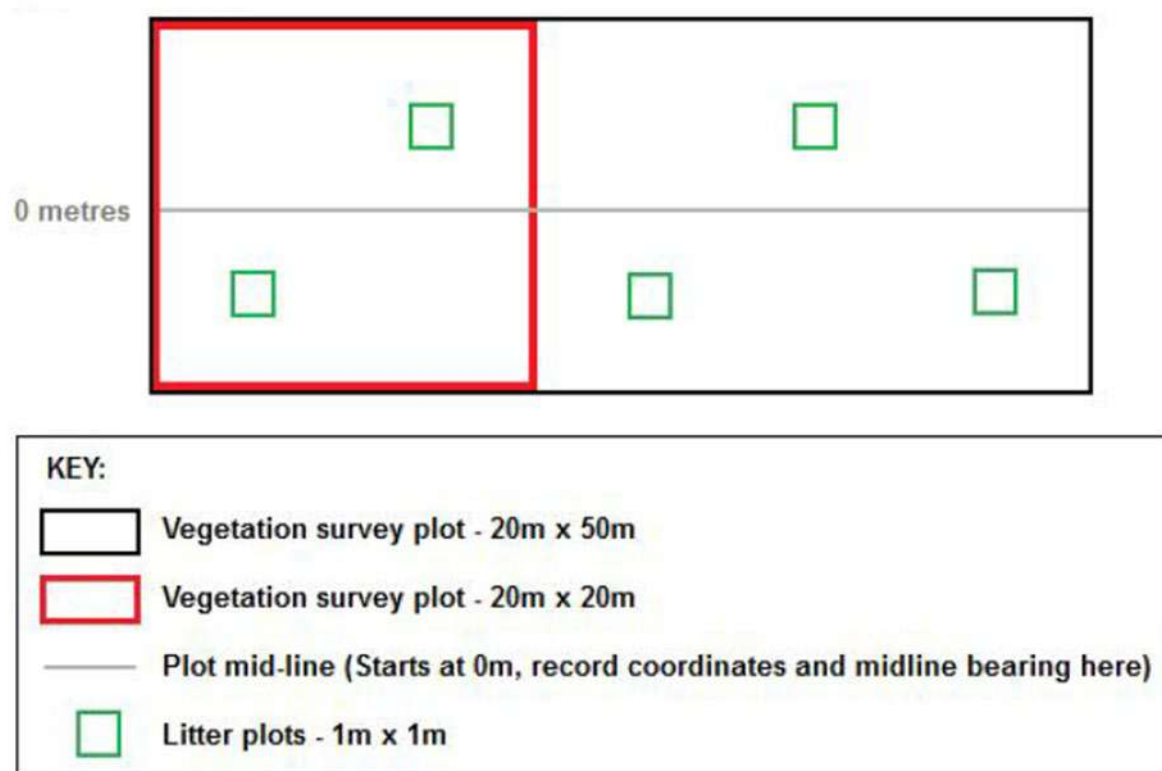 0 metres
KEY:
Vegetation survey plot - 20m x 50m
Vegetation survey plot - 20m x 20m
Plot mid-line (Starts at 0m, record coordinates and midline bearing here)
Litter plots - 1m x 1m